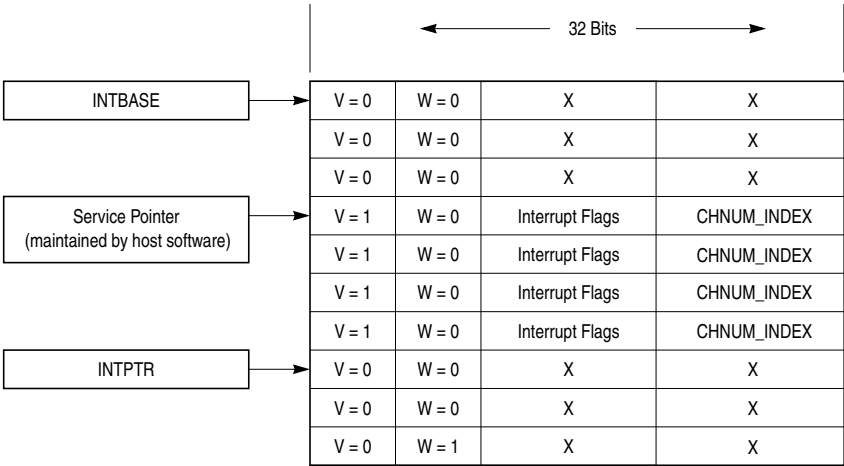 32 Bits
INTBASE
V = 0 W = 0 X X
V = 0 W = 0 X X
V = 0 W = 0 X X
Service Pointer
(maintained by host software)
V = 1 W = 0 Interrupt Flags CHNUM_INDEX
V = 1 W = 0 Interrupt Flags CHNUM_INDEX
V = 1 W = 0 Interrupt Flags CHNUM_INDEX
V = 1 W = 0 Interrupt Flags CHNUM_INDEX
INTPTR
V = 0 W = 0 X X
V = 0 W = 0 X X
V = 0 W = 1 X X